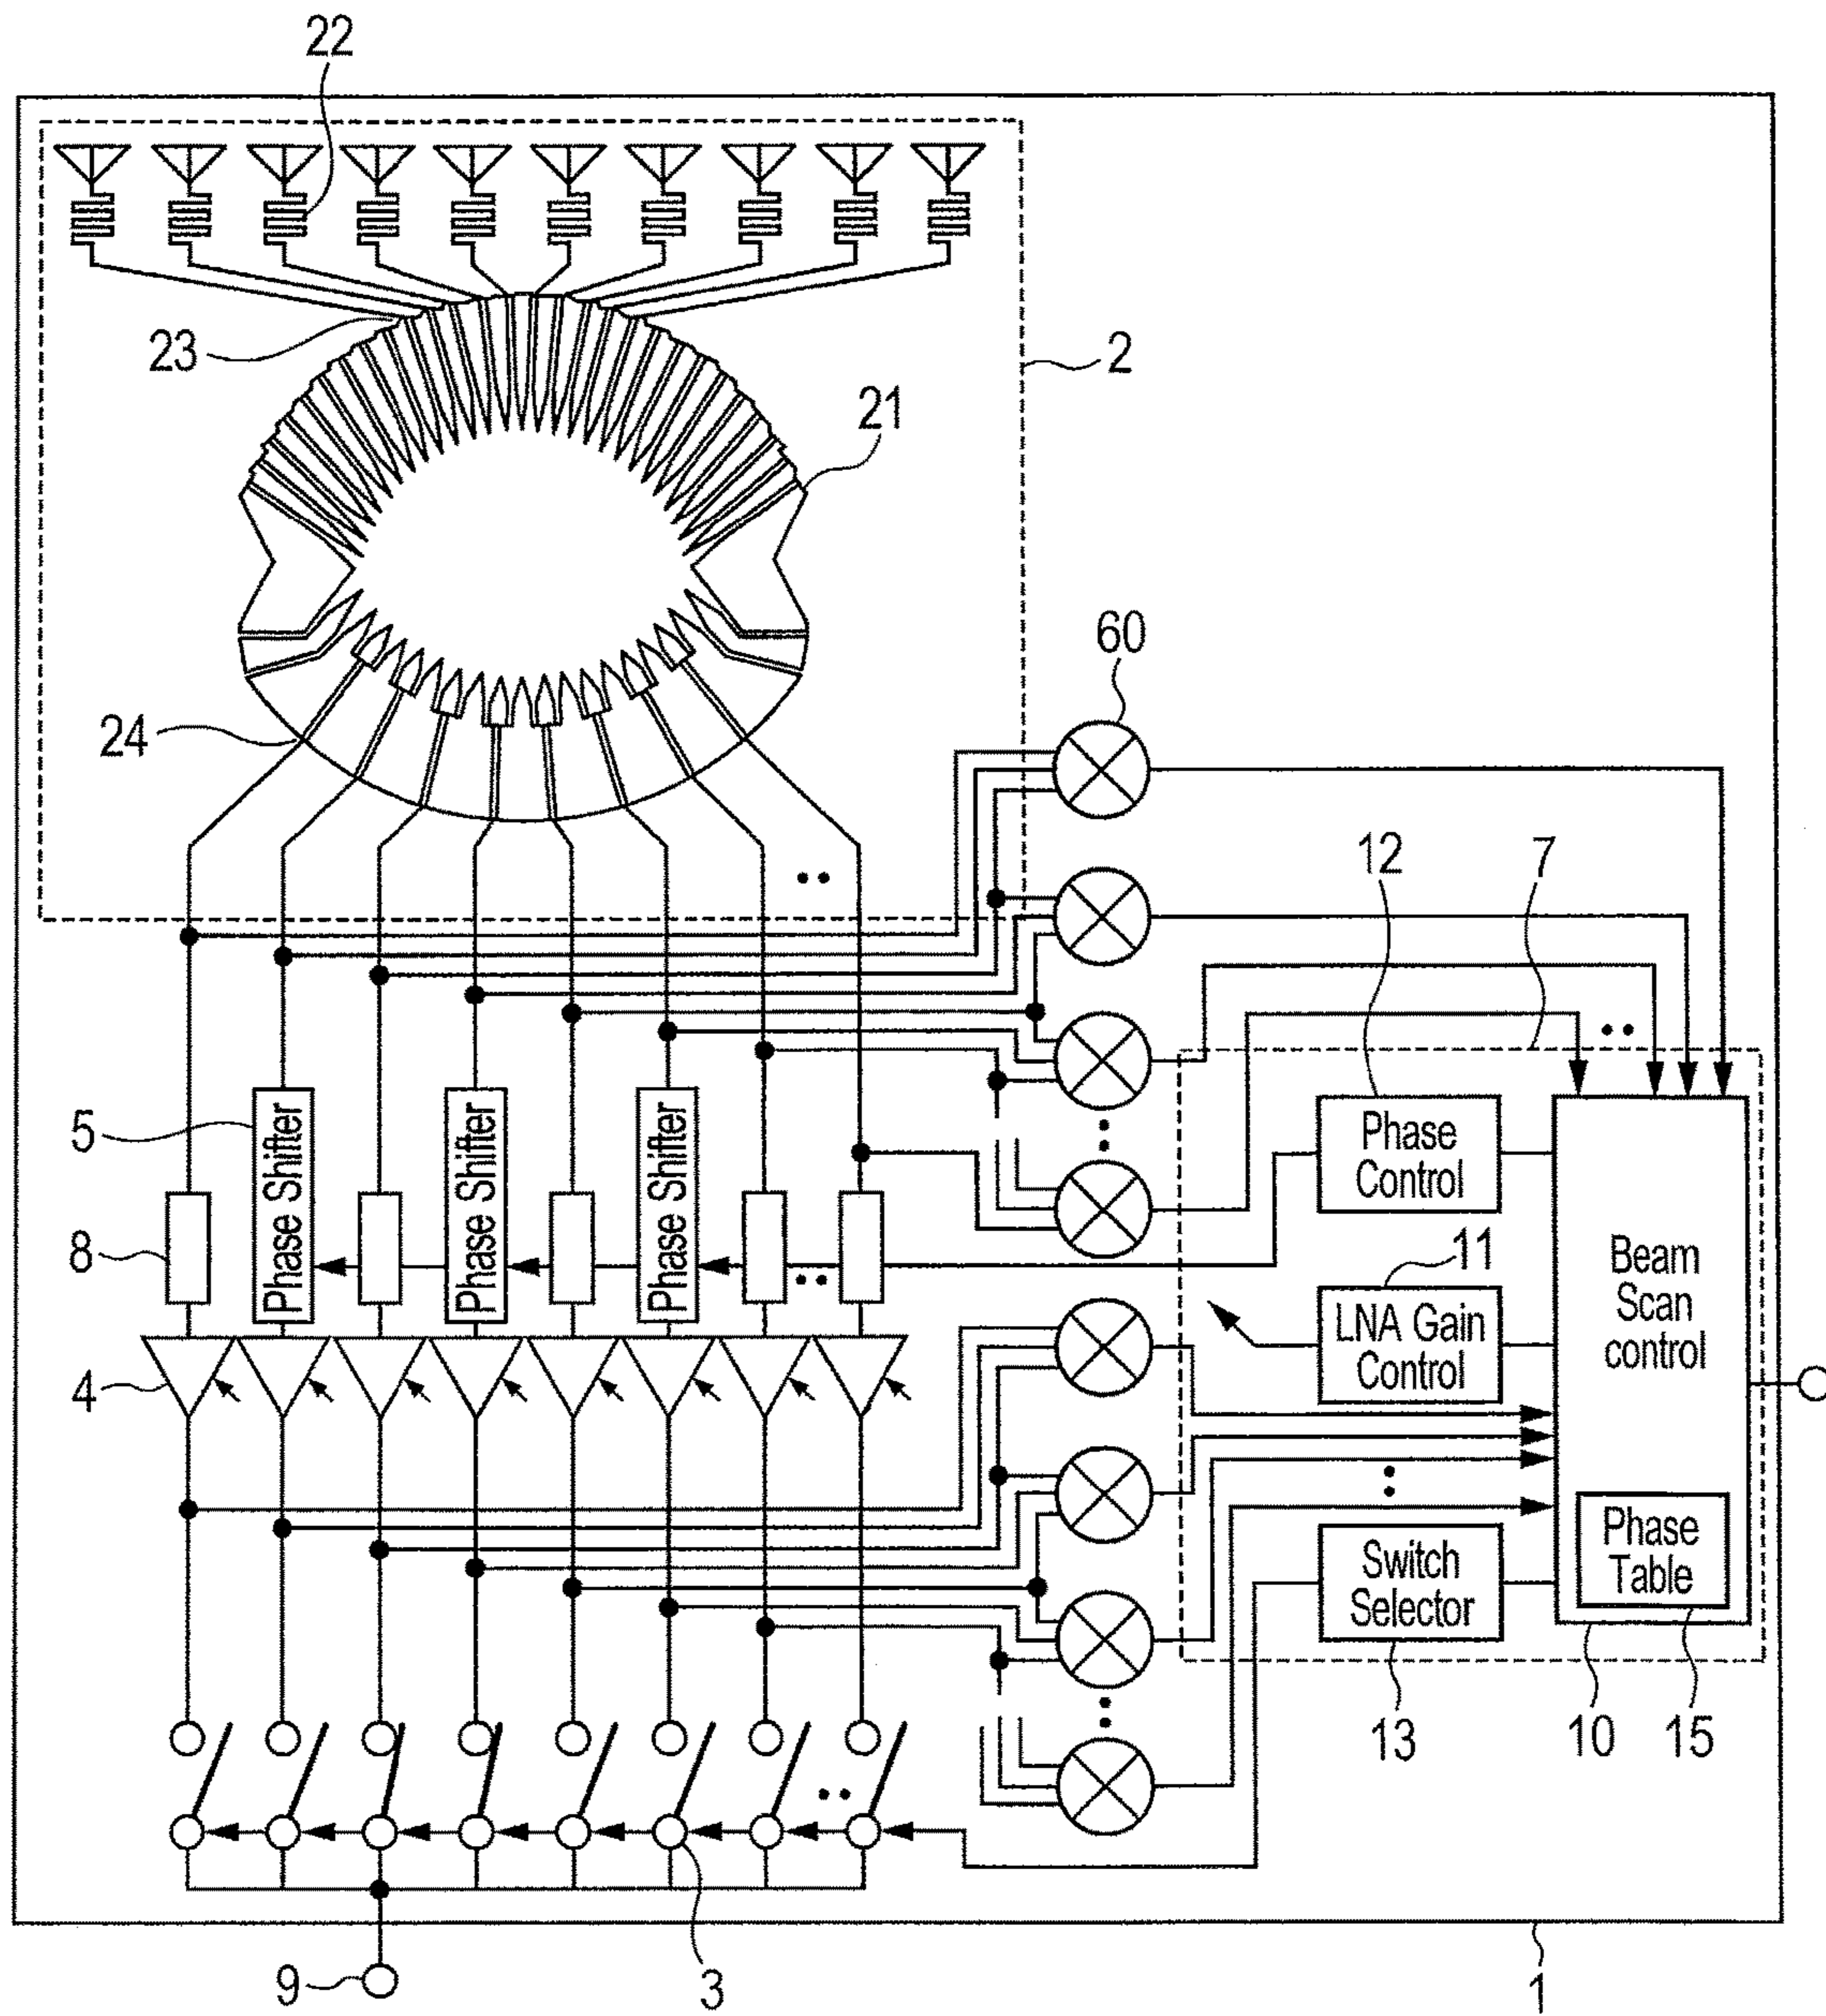 22
23
2
21
60
24
12
7
5
Phase Shifter
Phase Shifter
Phase Shifter
Phase
Control
8
11
Beam
Scan
control
LNA Gain
Control
4
Phase
Table
Switch
Selector
13
10
15
9
3
1